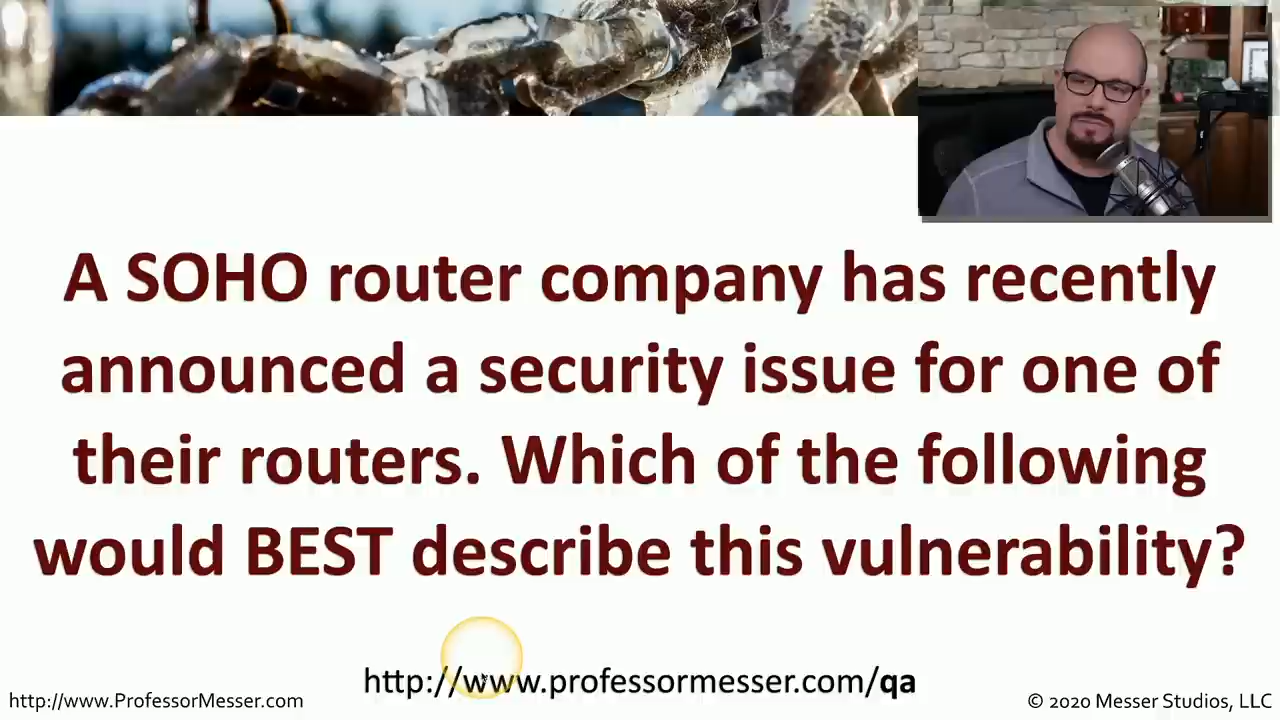 A SOHO router company has recently
announced a security issue for one of
their routers. Which of the following
would BEST describe this vulnerability?
http://www.professormesser.com/qa
http://www.ProfessorMesser.com
© 2020 Messer Studios, LLC